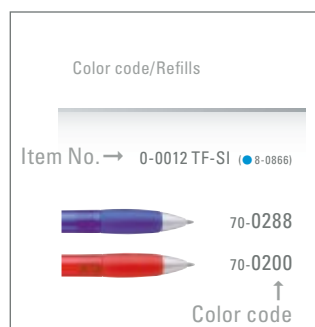 Color code/Refills
Item No.→ 0-0012 TF-SI (● 8-0866)
70-0288
70-0200
↑
Color code